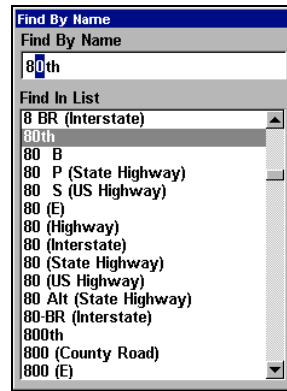 Find By Name
Find By Name
80th
Find In List
8 BR (Interstate)
80th
80  B
80  P (State Highway)
80  S (US Highway)
80 (E)
80 (Highway)
80 (Interstate)
80 (State Highway)
80 (US Highway)
80 Alt (State Highway)
80-BR (Interstate)
800th
800 (County Road)
800 (E)